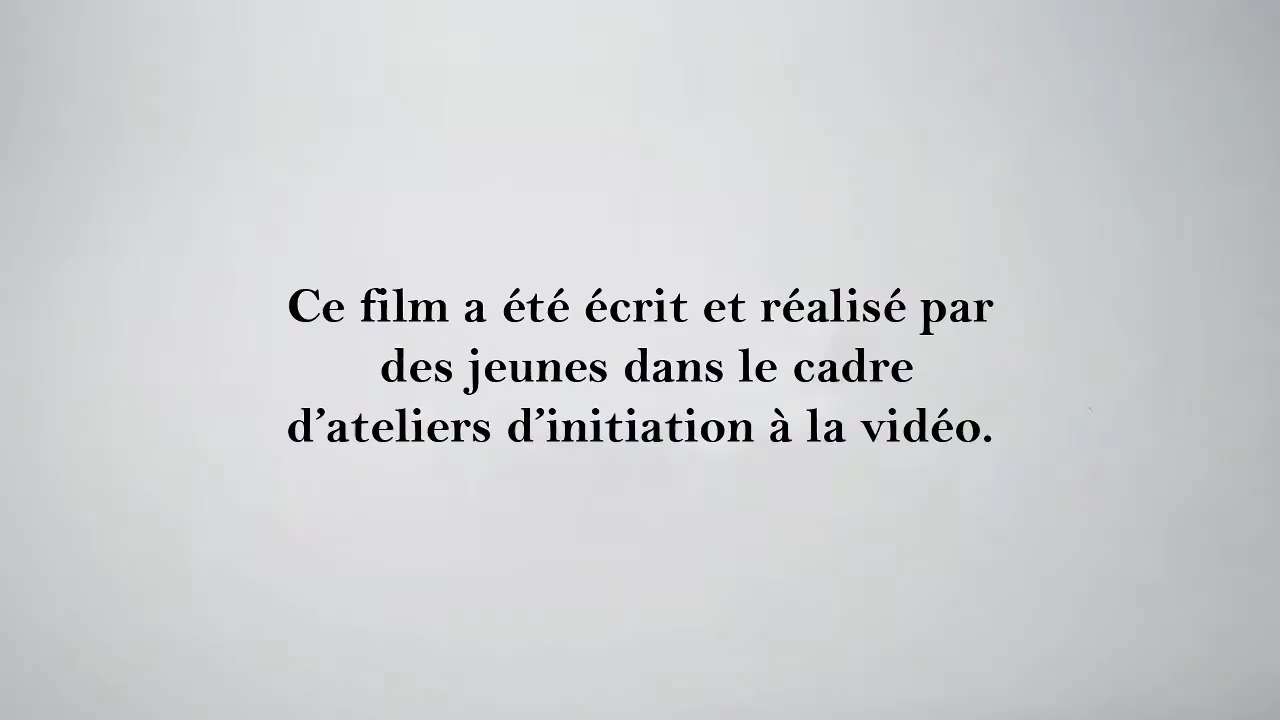 Ce film a été écrit et réalisé par
des jeunes dans le cadre
d’ateliers d’initiation à la vidéo.